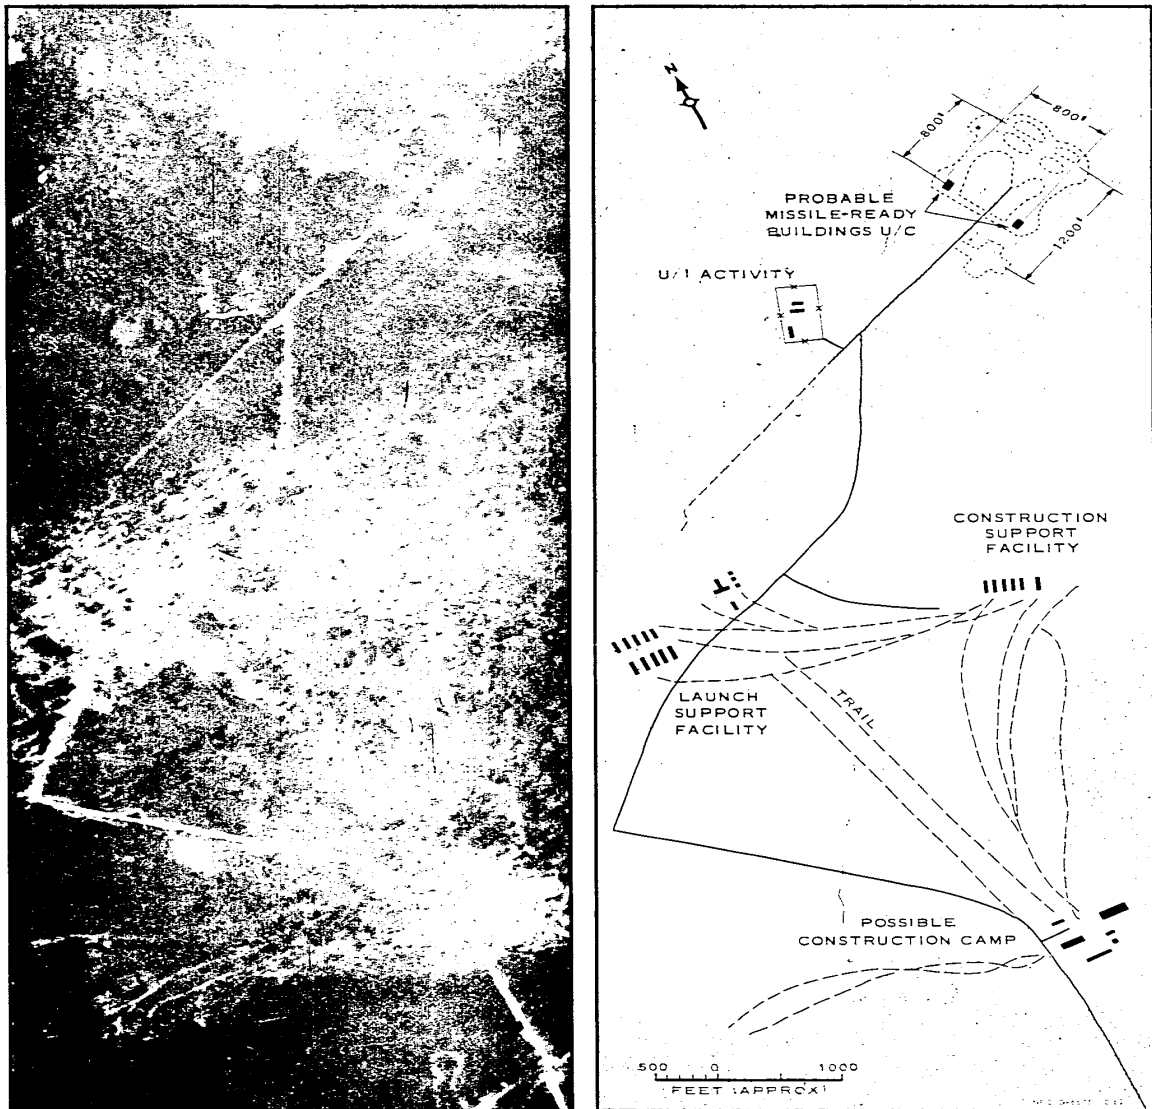 N
800'
800'
PROBABLE
MISSILE-READY
BUILDINGS U/C
1200'
U/I ACTIVITY
CONSTRUCTION
SUPPORT
FACILITY
LAUNCH
SUPPORT
FACILITY
TRAIL
POSSIBLE
CONSTRUCTION CAMP
500 0 1000
FEET (APPROX)